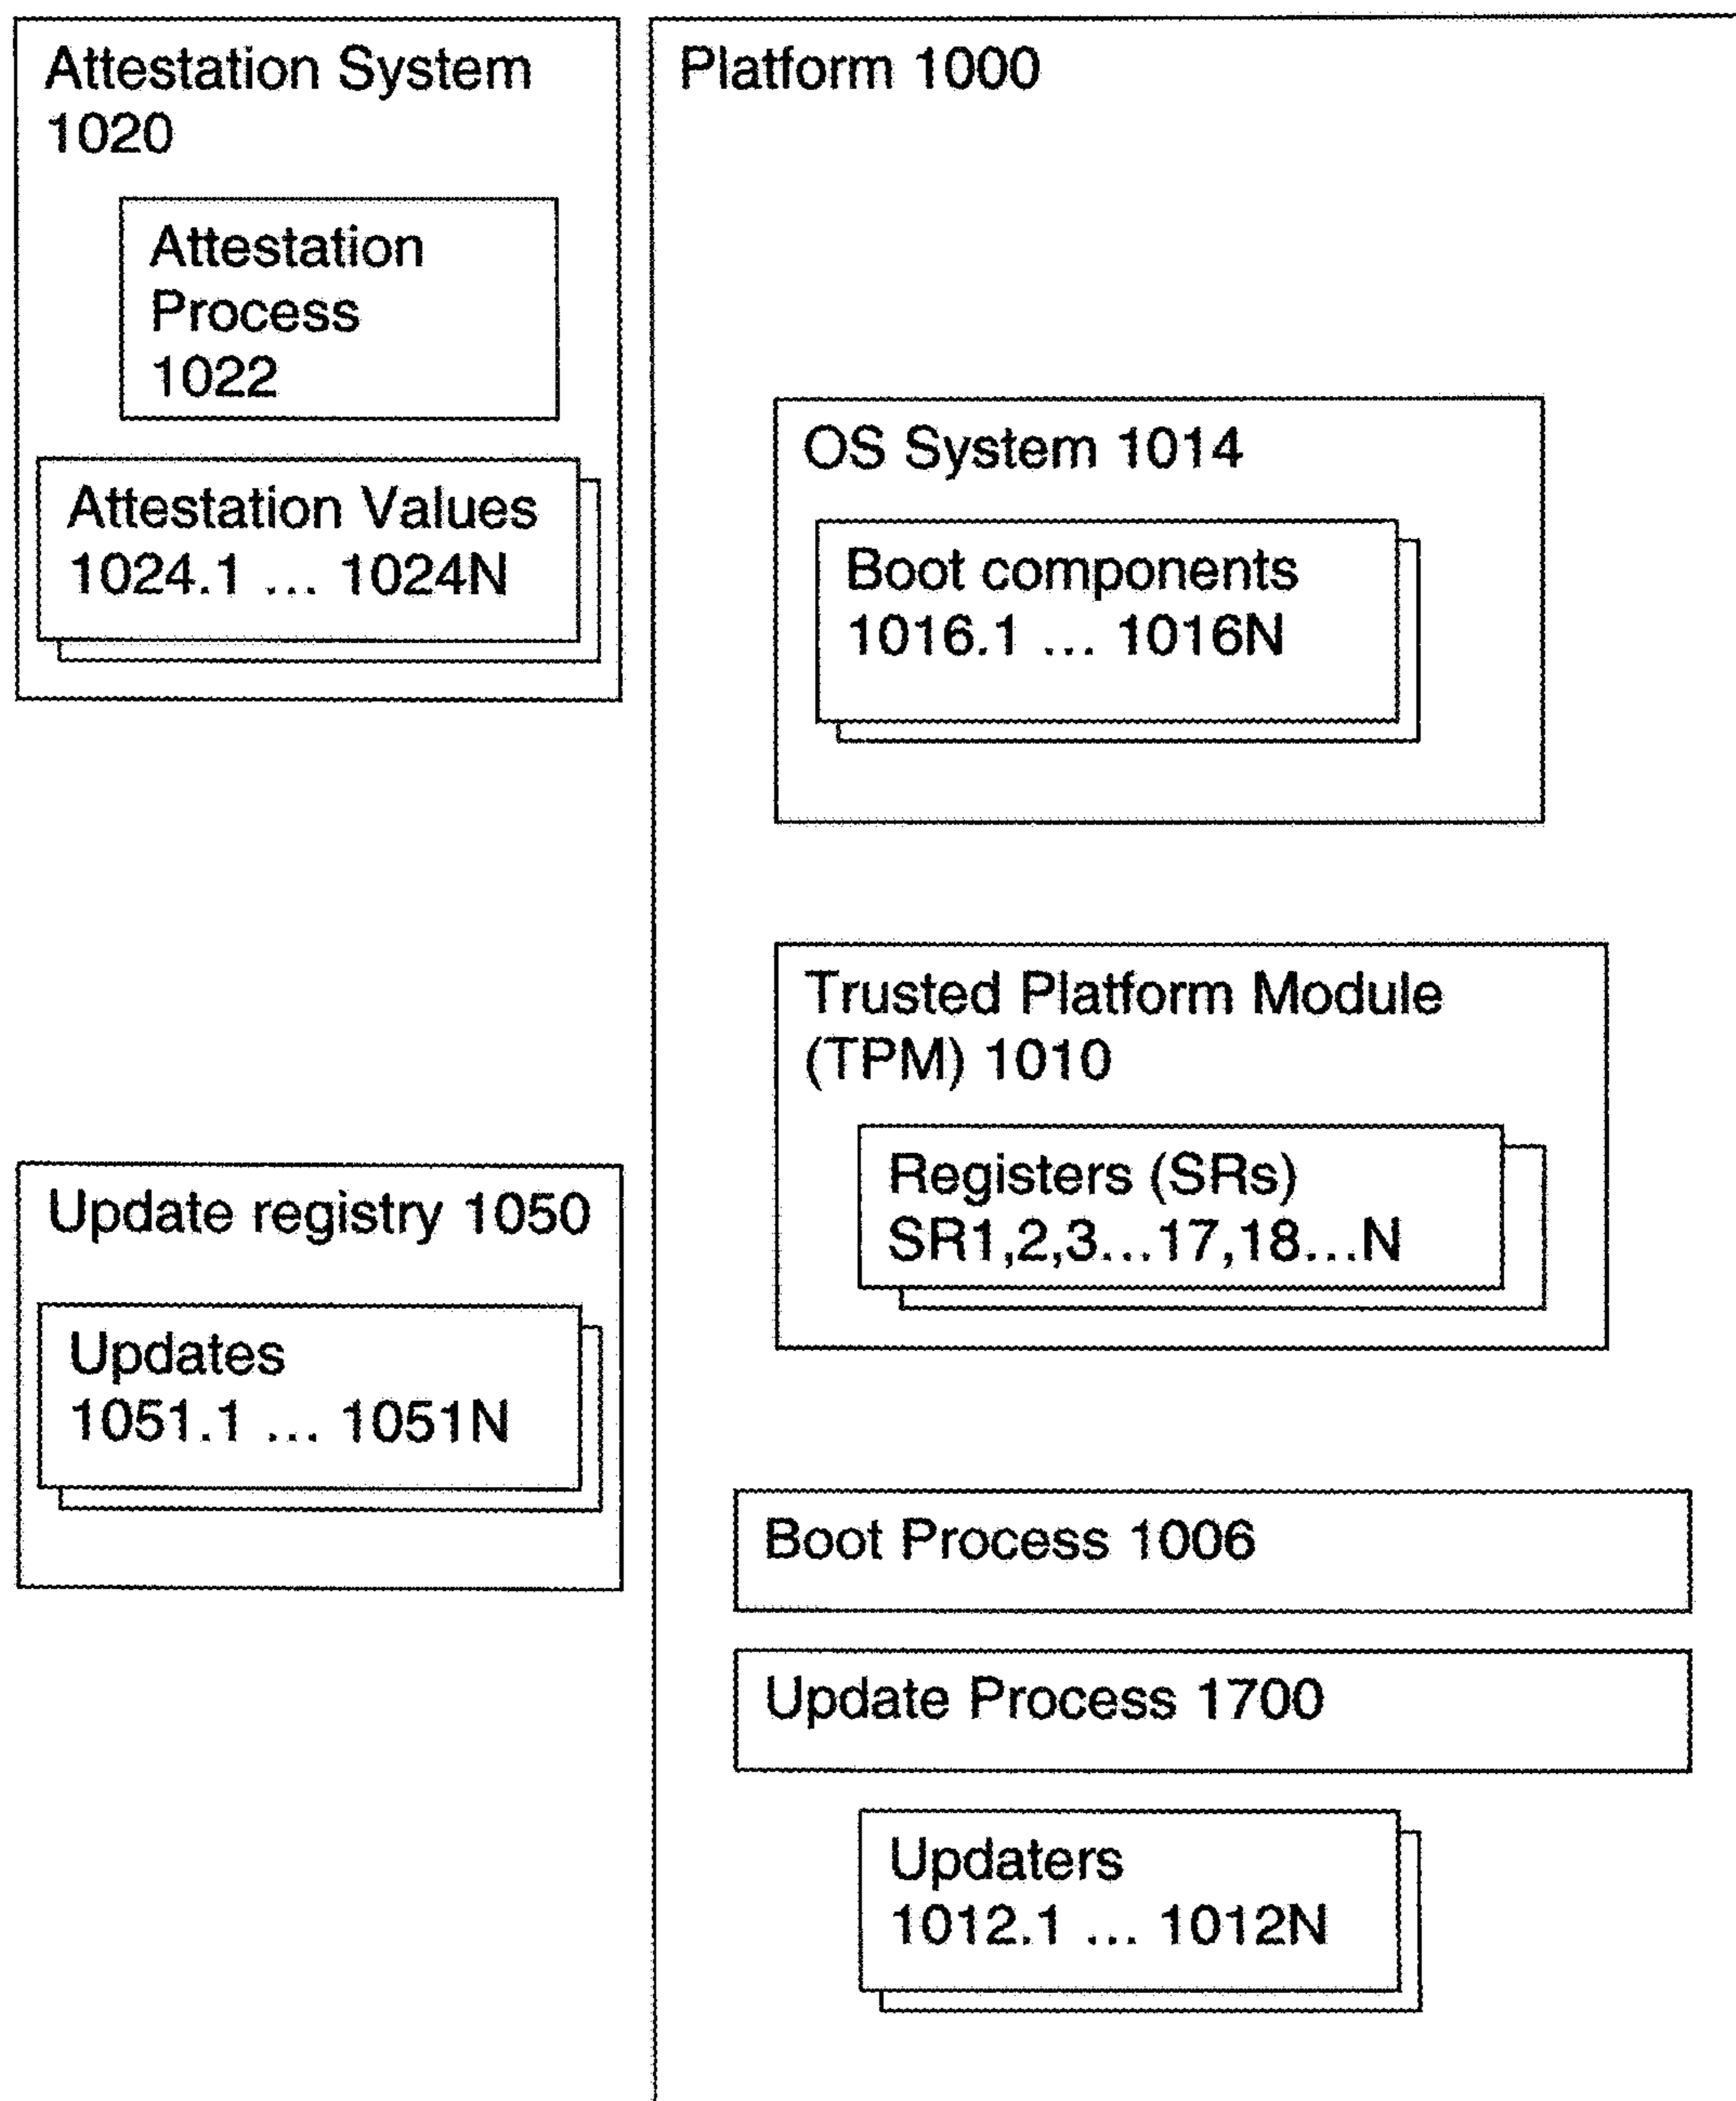 Attestation System
1020
Attestation
Process
1022
Attestation Values
1024.1 ... 1024N
Update registry 1050
Updates
1051.1 ... 1051N
Platform 1000
OS System 1014
Boot components
1016.1 ... 1016N
Trusted Platform Module
(TPM) 1010
Registers (SRs)
SR1,2,3...17,18...N
Boot Process 1006
Update Process 1700
Updaters
1012.1 ... 1012N